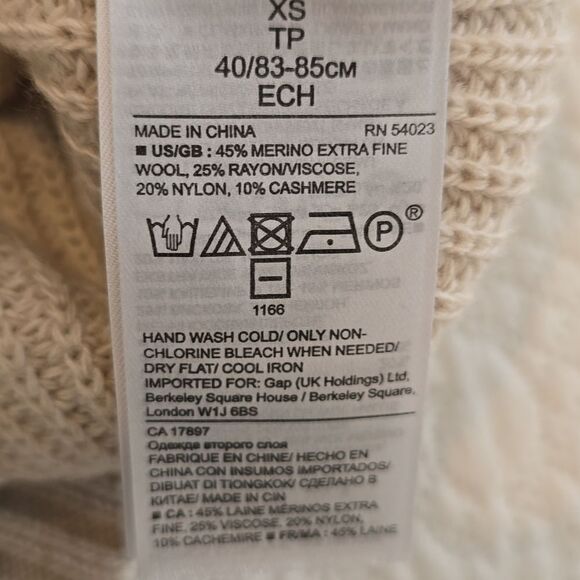 XS
TP
40/83-85CM
ECH
MADE IN CHINA RN 54023
■ US/GB : 45% MERINO EXTRA FINE
WOOL, 25% RAYON/VISCOSE,
20% NYLON, 10% CASHMERE
P ®
1166
HAND WASH COLD/ ONLY NON-
CHLORINE BLEACH WHEN NEEDED/
DRY FLAT/ COOL IRON
IMPORTED FOR: Gap (UK Holdings) Ltd,
Berkeley Square House / Berkeley Square,
London W1J 6BS
CA 17897
Одежда второго слоя
FABRIQUE EN CHINE/ HECHO EN
CHINA CON INSUMOS IMPORTADOS/
DIBUAT DI TIONGKOK/ СДЕЛАНО В
КИТАЕ/ MADE IN CIN
■ CA : 45% LAINE MERINOS EXTRA
FINE, 25% VISCOSE, 20% NYLON,
10% CACHEMIRE ■ FR/MA : 45% LAINE